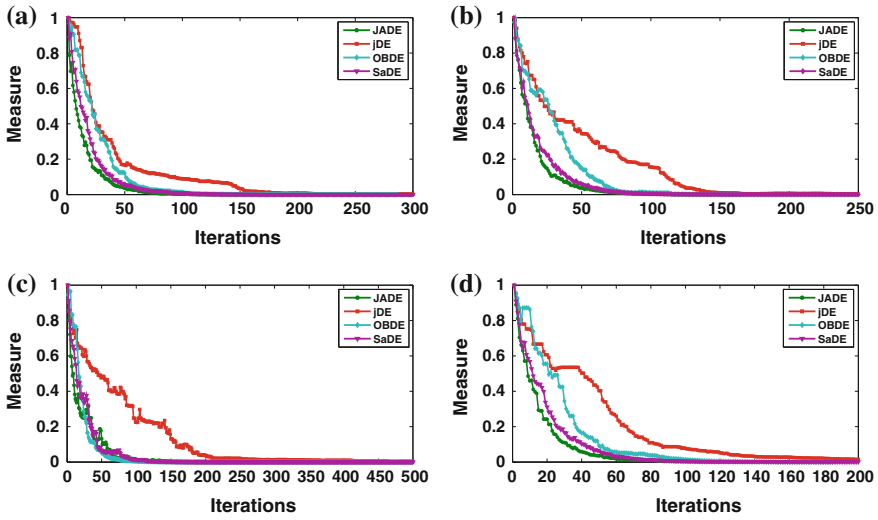 (a)
1
0.8
0.6
0.4
0.2
0
Measure
JADE
jDE
OBDE
SaDE
0 50 100 150 200 250 300
Iterations
(b)
1
0.8
0.6
0.4
0.2
0
Measure
JADE
jDE
OBDE
SaDE
0 50 100 150 200 250
Iterations
(c)
1
0.8
0.6
0.4
0.2
0
Measure
JADE
jDE
OBDE
SaDE
0 50 100 150 200 250 300 350 400 450 500
Iterations
(d)
1
0.8
0.6
0.4
0.2
0
Measure
JADE
jDE
OBDE
SaDE
0 20 40 60 80 100 120 140 160 180 200
Iterations